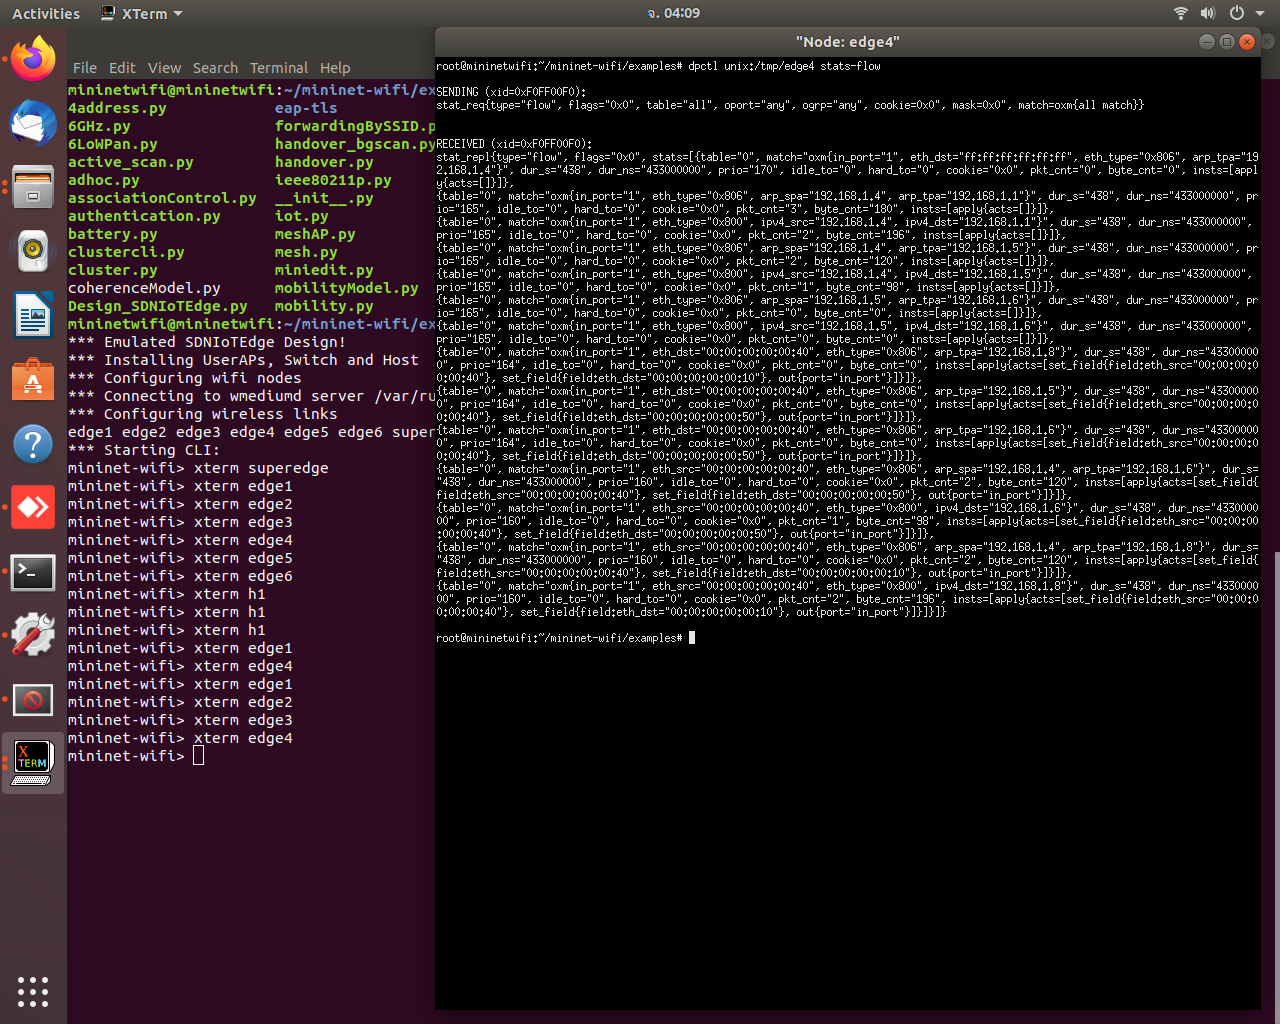 Activities XTerm จ. 04:09
"Node: edge4"
File Edit View Search Terminal Help
mininetwifi@mininetwifi:~/mininet-wifi/ex
4address.py eap-tls
6GHz.py forwardingBySSID.p
6LoWPan.py handover_bgscan.py
active_scan.py handover.py
adhoc.py ieee80211p.py
associationControl.py __init__.py
authentication.py iot.py
battery.py meshAP.py
clustercli.py mesh.py
cluster.py miniedit.py
coherenceModel.py mobilityModel.py
Design_SDNIoTEdge.py mobility.py
mininetwifi@mininetwifi:~/mininet-wifi/ex
*** Emulated SDNIoTEdge Design!
*** Installing UserAPs, Switch and Host
*** Configuring wifi nodes
*** Connecting to wmediumd server /var/ru
*** Configuring wireless links
edge1 edge2 edge3 edge4 edge5 edge6 super
*** Starting CLI:
mininet-wifi> xterm superedge
mininet-wifi> xterm edge1
mininet-wifi> xterm edge2
mininet-wifi> xterm edge3
mininet-wifi> xterm edge4
mininet-wifi> xterm edge5
mininet-wifi> xterm edge6
mininet-wifi> xterm h1
mininet-wifi> xterm h1
mininet-wifi> xterm h1
mininet-wifi> xterm edge1
mininet-wifi> xterm edge4
mininet-wifi> xterm edge1
mininet-wifi> xterm edge2
mininet-wifi> xterm edge3
mininet-wifi> xterm edge4
mininet-wifi>
root@mininetwifi:~/mininet-wifi/examples# dpctl unix:/tmp/edge4 stats-flow
SENDING (xid=0xF0FF00F0):
stat_req{type="flow", flags="0x0", table="all", oport="any", ogrp="any", cookie=0x0", mask=0x0", match=oxm{all match}}
RECEIVED (xid=0xF0FF00F0):
stat_repl{type="flow", flags="0x0", stats=[{table="0", match="oxm{in_port="1", eth_dst="ff:ff:ff:ff:ff:ff", eth_type="0x806", arp_tpa="19
2.168.1.4"}", dur_s="438", dur_ns="433000000", prio="170", idle_to="0", hard_to="0", cookie="0x0", pkt_cnt="0", byte_cnt="0", insts=[appl
y{acts=[]}]},
{table="0", match="oxm{in_port="1", eth_type="0x806", arp_spa="192.168.1.4", arp_tpa="192.168.1.1"}", dur_s="438", dur_ns="433000000", pr
io="165", idle_to="0", hard_to="0", cookie="0x0", pkt_cnt="3", byte_cnt="180", insts=[apply{acts=[]}]},
{table="0", match="oxm{in_port="1", eth_type="0x800", ipv4_src="192.168.1.4", ipv4_dst="192.168.1.1"}", dur_s="438", dur_ns="433000000",
prio="165", idle_to="0", hard_to="0", cookie="0x0", pkt_cnt="2", byte_cnt="196", insts=[apply{acts=[]}]},
{table="0", match="oxm{in_port="1", eth_type="0x806", arp_spa="192.168.1.4", arp_tpa="192.168.1.5"}", dur_s="438", dur_ns="433000000", pr
io="165", idle_to="0", hard_to="0", cookie="0x0", pkt_cnt="2", byte_cnt="120", insts=[apply{acts=[]}]},
{table="0", match="oxm{in_port="1", eth_type="0x800", ipv4_src="192.168.1.4", ipv4_dst="192.168.1.5"}", dur_s="438", dur_ns="433000000",
prio="165", idle_to="0", hard_to="0", cookie="0x0", pkt_cnt="1", byte_cnt="98", insts=[apply{acts=[]}]},
{table="0", match="oxm{in_port="1", eth_type="0x806", arp_spa="192.168.1.5", arp_tpa="192.168.1.6"}", dur_s="438", dur_ns="433000000", pr
io="165", idle_to="0", hard_to="0", cookie="0x0", pkt_cnt="0", byte_cnt="0", insts=[apply{acts=[]}]},
{table="0", match="oxm{in_port="1", eth_type="0x800", ipv4_src="192.168.1.5", ipv4_dst="192.168.1.6"}", dur_s="438", dur_ns="433000000",
prio="165", idle_to="0", hard_to="0", cookie="0x0", pkt_cnt="0", byte_cnt="0", insts=[apply{acts=[]}]},
{table="0", match="oxm{in_port="1", eth_dst="00:00:00:00:00:40", eth_type="0x806", arp_tpa="192.168.1.8"}", dur_s="438", dur_ns="43300000
0", prio="164", idle_to="0", hard_to="0", cookie="0x0", pkt_cnt="0", byte_cnt="0", insts=[apply{acts=[set_field{field:eth_src="00:00:00:0
0:00:40"}, set_field{field:eth_dst="00:00:00:00:00:10"}, out{port="in_port"}]}]},
{table="0", match="oxm{in_port="1", eth_dst="00:00:00:00:00:40", eth_type="0x806", arp_tpa="192.168.1.5"}", dur_s="438", dur_ns="43300000
0", prio="164", idle_to="0", hard_to="0", cookie="0x0", pkt_cnt="0", byte_cnt="0", insts=[apply{acts=[set_field{field:eth_src="00:00:00:0
0:00:40"}, set_field{field:eth_dst="00:00:00:00:00:50"}, out{port="in_port"}]}]},
{table="0", match="oxm{in_port="1", eth_dst="00:00:00:00:00:40", eth_type="0x806", arp_tpa="192.168.1.6"}", dur_s="438", dur_ns="43300000
0", prio="164", idle_to="0", hard_to="0", cookie="0x0", pkt_cnt="0", byte_cnt="0", insts=[apply{acts=[set_field{field:eth_src="00:00:00:0
0:00:40"}, set_field{field:eth_dst="00:00:00:00:00:50"}, out{port="in_port"}]}]},
{table="0", match="oxm{in_port="1", eth_src="00:00:00:00:00:40", eth_type="0x806", arp_spa="192.168.1.4", arp_tpa="192.168.1.6"}", dur_s=
"438", dur_ns="433000000", prio="160", idle_to="0", hard_to="0", cookie="0x0", pkt_cnt="2", byte_cnt="120", insts=[apply{acts=[set_field{
field:eth_src="00:00:00:00:00:40"}, set_field{field:eth_dst="00:00:00:00:00:50"}, out{port="in_port"}]}]},
{table="0", match="oxm{in_port="1", eth_src="00:00:00:00:00:40", eth_type="0x800", ipv4_dst="192.168.1.6"}", dur_s="438", dur_ns="4330000
00", prio="160", idle_to="0", hard_to="0", cookie="0x0", pkt_cnt="1", byte_cnt="98", insts=[apply{acts=[set_field{field:eth_src="00:00:00
:00:00:40"}, set_field{field:eth_dst="00:00:00:00:00:50"}, out{port="in_port"}]}]},
{table="0", match="oxm{in_port="1", eth_src="00:00:00:00:00:40", eth_type="0x806", arp_spa="192.168.1.4", arp_tpa="192.168.1.8"}", dur_s=
"438", dur_ns="433000000", prio="160", idle_to="0", hard_to="0", cookie="0x0", pkt_cnt="2", byte_cnt="120", insts=[apply{acts=[set_field{
field:eth_src="00:00:00:00:00:40"}, set_field{field:eth_dst="00:00:00:00:00:10"}, out{port="in_port"}]}]},
{table="0", match="oxm{in_port="1", eth_src="00:00:00:00:00:40", eth_type="0x800", ipv4_dst="192.168.1.8"}", dur_s="438", dur_ns="4330000
00", prio="160", idle_to="0", hard_to="0", cookie="0x0", pkt_cnt="2", byte_cnt="196", insts=[apply{acts=[set_field{field:eth_src="00:00:0
0:00:00:40"}, set_field{field:eth_dst="00:00:00:00:00:10"}, out{port="in_port"}]}]}]}
root@mininetwifi:~/mininet-wifi/examples#
X
TERM